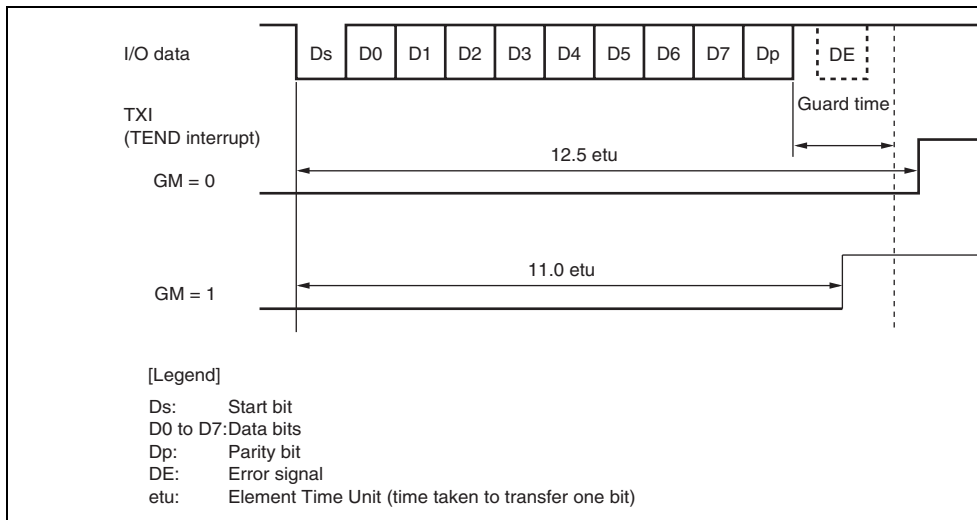 I/O data
Ds D0 D1 D2 D3 D4 D5 D6 D7 Dp DE
Guard time
TXI
(TEND interrupt)
12.5 etu
GM = 0
11.0 etu
GM = 1
[Legend]
Ds: Start bit
D0 to D7: Data bits
Dp: Parity bit
DE: Error signal
etu: Element Time Unit (time taken to transfer one bit)